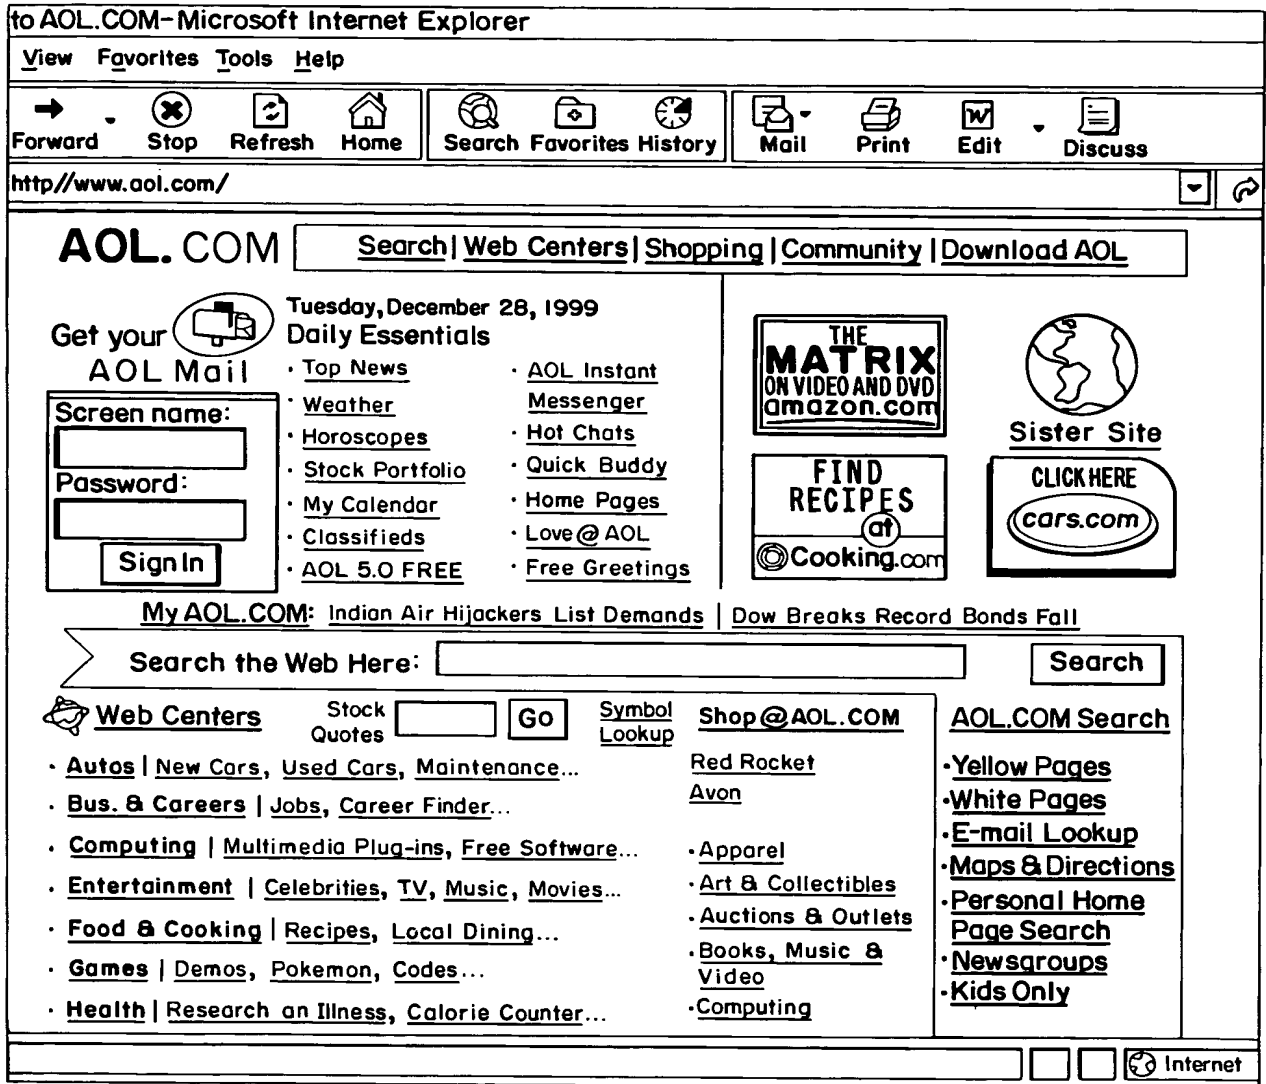 to AOL.COM-Microsoft Internet Explorer
View Favorites Tools Help
Forward Stop Refresh Home Search Favorites History Mail Print Edit Discuss
http//www.aol.com/
AOL.COM Search | Web Centers | Shopping | Community | Download AOL
Get your
AOL Mail
Screen name:
Password:
Sign In
Tuesday, December 28, 1999
Daily Essentials
· Top News
· Weather
· Horoscopes
· Stock Portfolio
· My Calendar
· Classifieds
· AOL 5.0 FREE
· AOL Instant
Messenger
· Hot Chats
· Quick Buddy
· Home Pages
· Love@AOL
· Free Greetings
THE
MATRIX
ON VIDEO AND DVD
amazon.com
Sister Site
FIND
RECIPES
at
Cooking.com
CLICK HERE
cars.com
My AOL.COM: Indian Air Hijackers List Demands | Dow Breaks Record Bonds Fall
Search the Web Here: Search
Web Centers Stock Quotes Go Symbol Lookup
· Autos | New Cars, Used Cars, Maintenance...
· Bus. & Careers | Jobs, Career Finder...
· Computing | Multimedia Plug-ins, Free Software...
· Entertainment | Celebrities, TV, Music, Movies...
· Food & Cooking | Recipes, Local Dining...
· Games | Demos, Pokemon, Codes...
· Health | Research an Illness, Calorie Counter...
Shop@AOL.COM
Red Rocket
Avon
· Apparel
· Art & Collectibles
· Auctions & Outlets
· Books, Music &
Video
· Computing
AOL.COM Search
· Yellow Pages
· White Pages
· E-mail Lookup
· Maps & Directions
· Personal Home
Page Search
· Newsgroups
· Kids Only
Internet